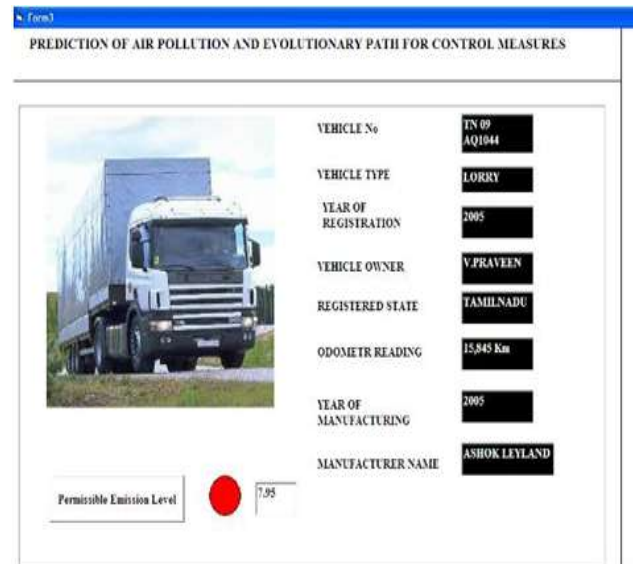 Form3
PREDICTION OF AIR POLLUTION AND EVOLUTIONARY PATH FOR CONTROL MEASURES
VEHICLE No
TN 09
AQ1044
VEHICLE TYPE
LORRY
YEAR OF
REGISTRATION
2005
VEHICLE OWNER
V.PRAVEEN
REGISTERED STATE
TAMILNADU
ODOMETR READING
15,845 Km
YEAR OF
MANUFACTURING
2005
MANUFACTURER NAME
ASHOK LEYLAND
Permissible Emission Level
7.95